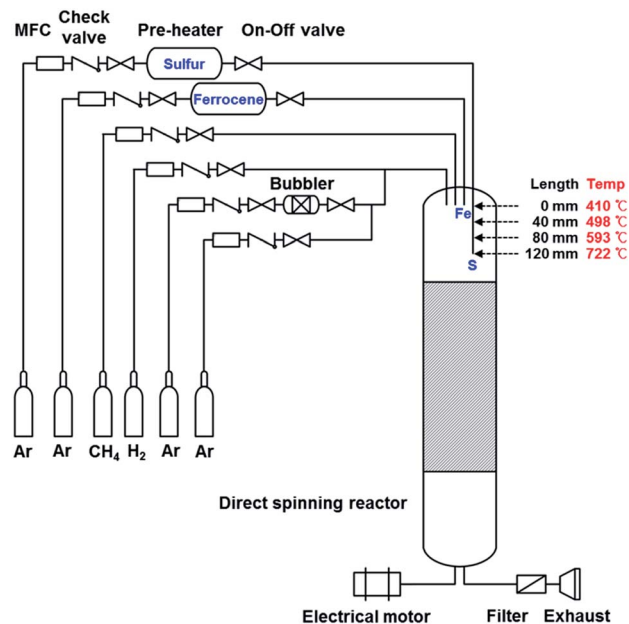 MFC Check valve Pre-heater On-Off valve
Sulfur
Ferrocene
Bubbler
Length Temp
Fe 0 mm 410 ℃
40 mm 498 ℃
80 mm 593 ℃
120 mm 722 ℃
S
Ar Ar CH₄ H₂ Ar Ar
Direct spinning reactor
Electrical motor Filter Exhaust